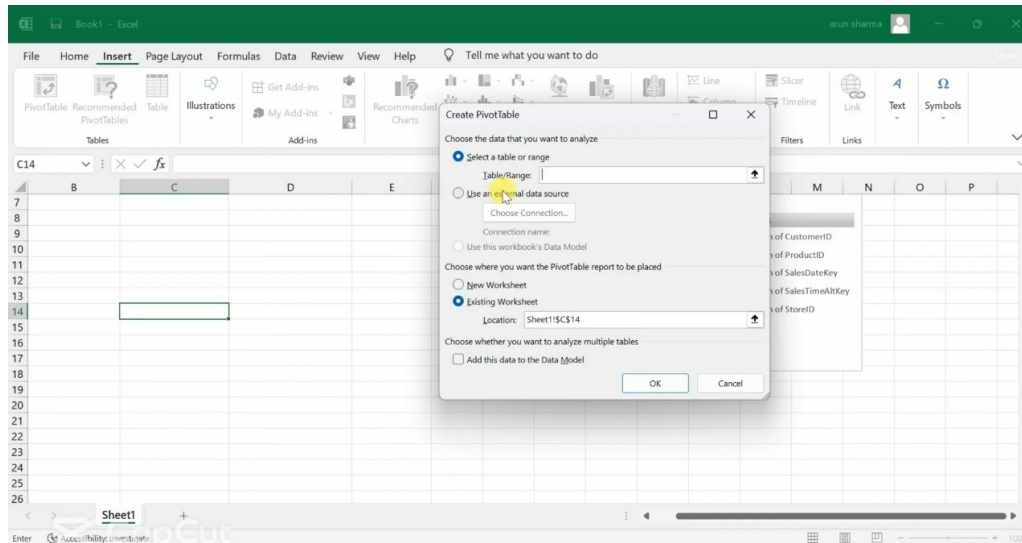 Book1 - Excel
arun sharma
File Home Insert Page Layout Formulas Data Review View Help Tell me what you want to do
Get Add-ins
My Add-ins
PivotTable Recommended PivotTables Table
Illustrations
Recommended Charts
Line
Column
Slicer
Timeline
Link
Text
Symbols
Tables
Add-ins
Filters
Links
C14
fx
B C D E M N O P
7
8
9
10
11
12
13
14
15
16
17
18
19
20
21
22
23
24
25
26
Create PivotTable
Choose the data that you want to analyze
Select a table or range
Table/Range:
Use an external data source
Choose Connection...
Connection name:
Use this workbook's Data Model
Choose where you want the PivotTable report to be placed
New Worksheet
Existing Worksheet
Location: Sheet1!$C$14
Choose whether you want to analyze multiple tables
Add this data to the Data Model
OK Cancel
of CustomerID
of ProductID
of SalesDateKey
of SalesTimeAltKey
of StoreID
Sheet1
CapCut
Enter Accessibility: Investigate
100